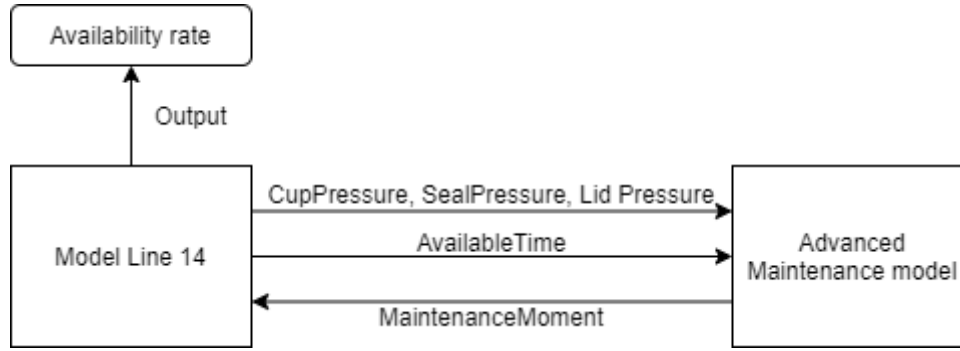 Availability rate
Output
CupPressure, SealPressure, Lid Pressure
AvailableTime
Model Line 14
Advanced
Maintenance model
MaintenanceMoment